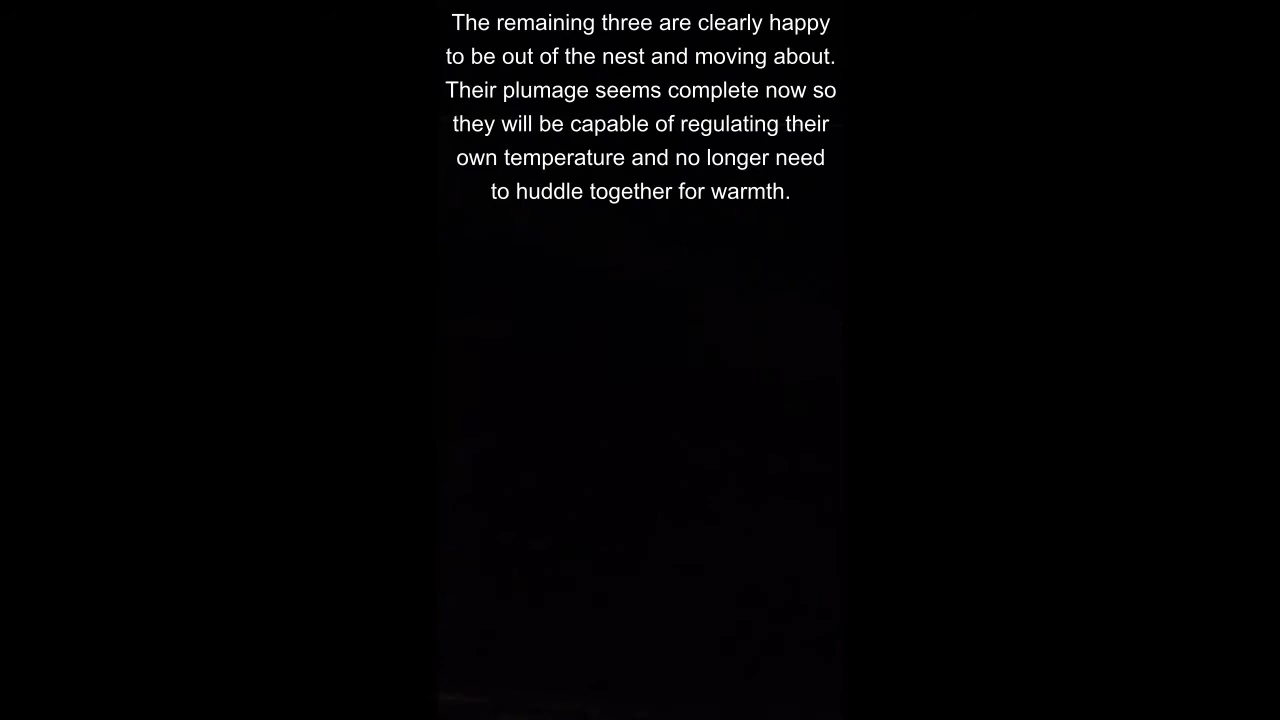 The remaining three are clearly happy
to be out of the nest and moving about.
Their plumage seems complete now so
they will be capable of regulating their
own temperature and no longer need
to huddle together for warmth.